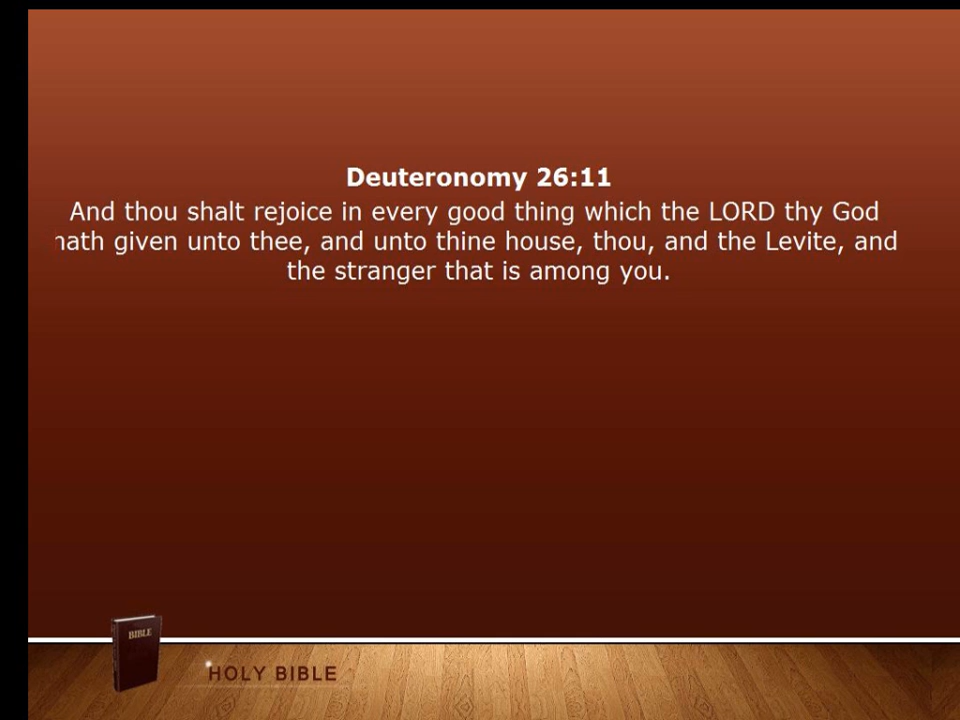 Deuteronomy 26:11
And thou shalt rejoice in every good thing which the LORD thy God
hath given unto thee, and unto thine house, thou, and the Levite, and
the stranger that is among you.
BIBLE
HOLY BIBLE